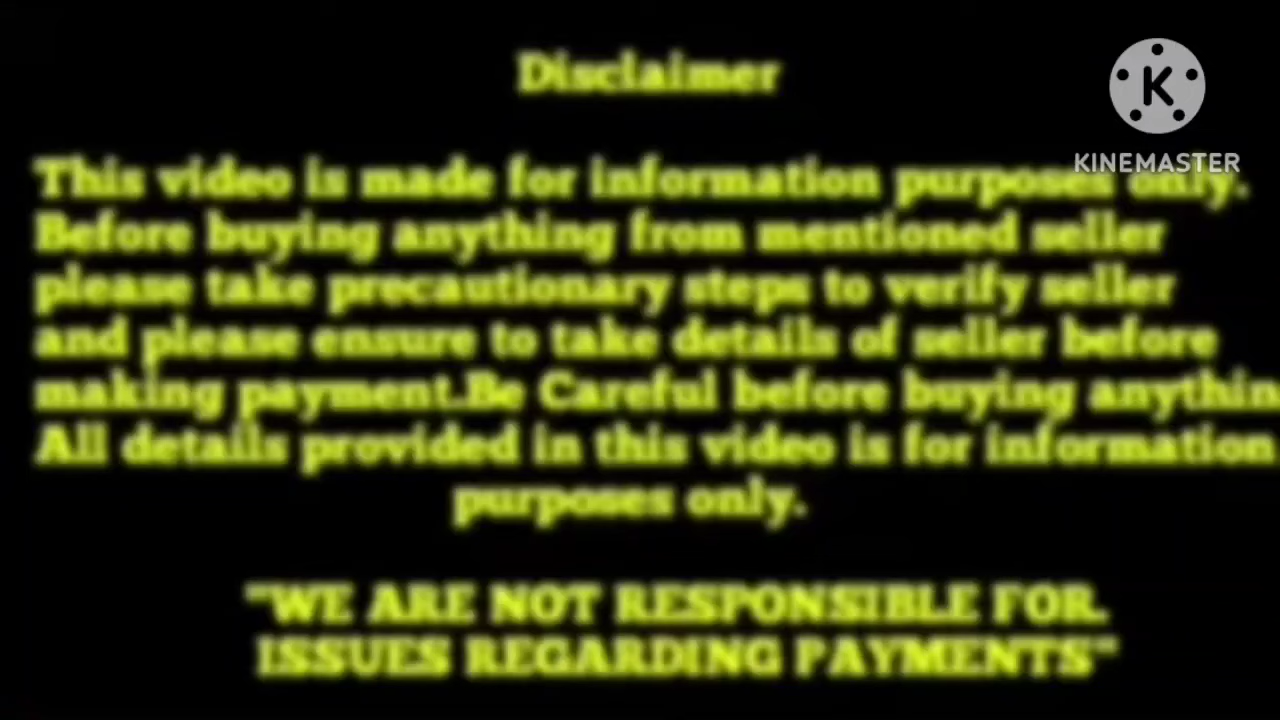 Disclaimer
K
KINEMASTER
This video is made for information purposes only.
Before buying anything from mentioned seller
please take precautionary steps to verify seller
and please ensure to take details of seller before
making payment.Be Careful before buying anythin
All details provided in this video is for information
purposes only.
"WE ARE NOT RESPONSIBLE FOR.
ISSUES REGARDING PAYMENTS"